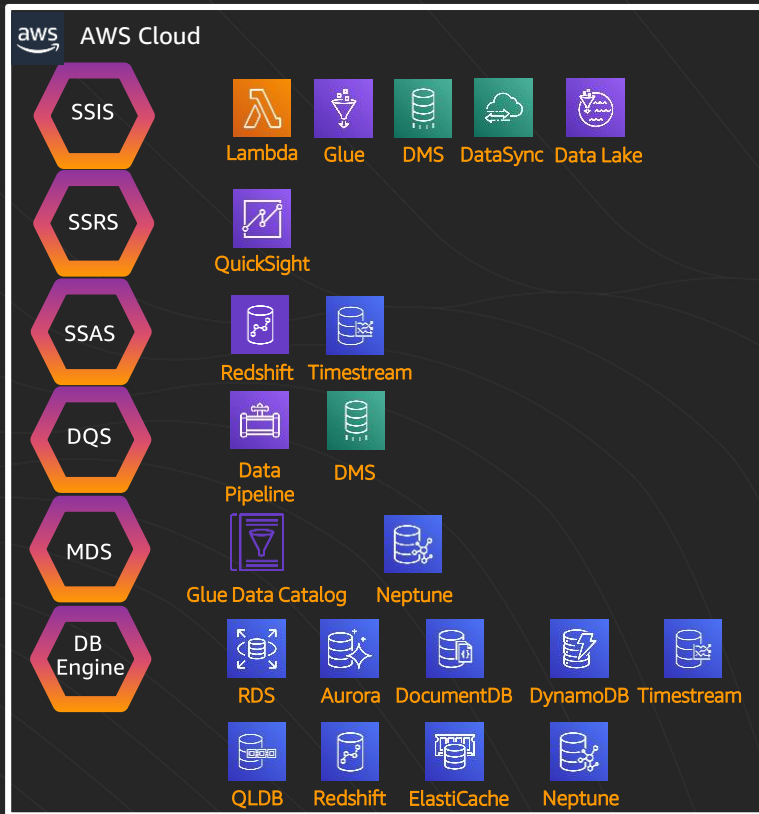 aws
AWS Cloud
SSIS
Lambda
Glue
DMS
DataSync
Data Lake
SSRS
QuickSight
SSAS
Redshift
Timestream
DQS
Data
Pipeline
DMS
MDS
Glue Data Catalog
Neptune
DB
Engine
RDS
Aurora
DocumentDB
DynamoDB
Timestream
QLDB
Redshift
ElastiCache
Neptune